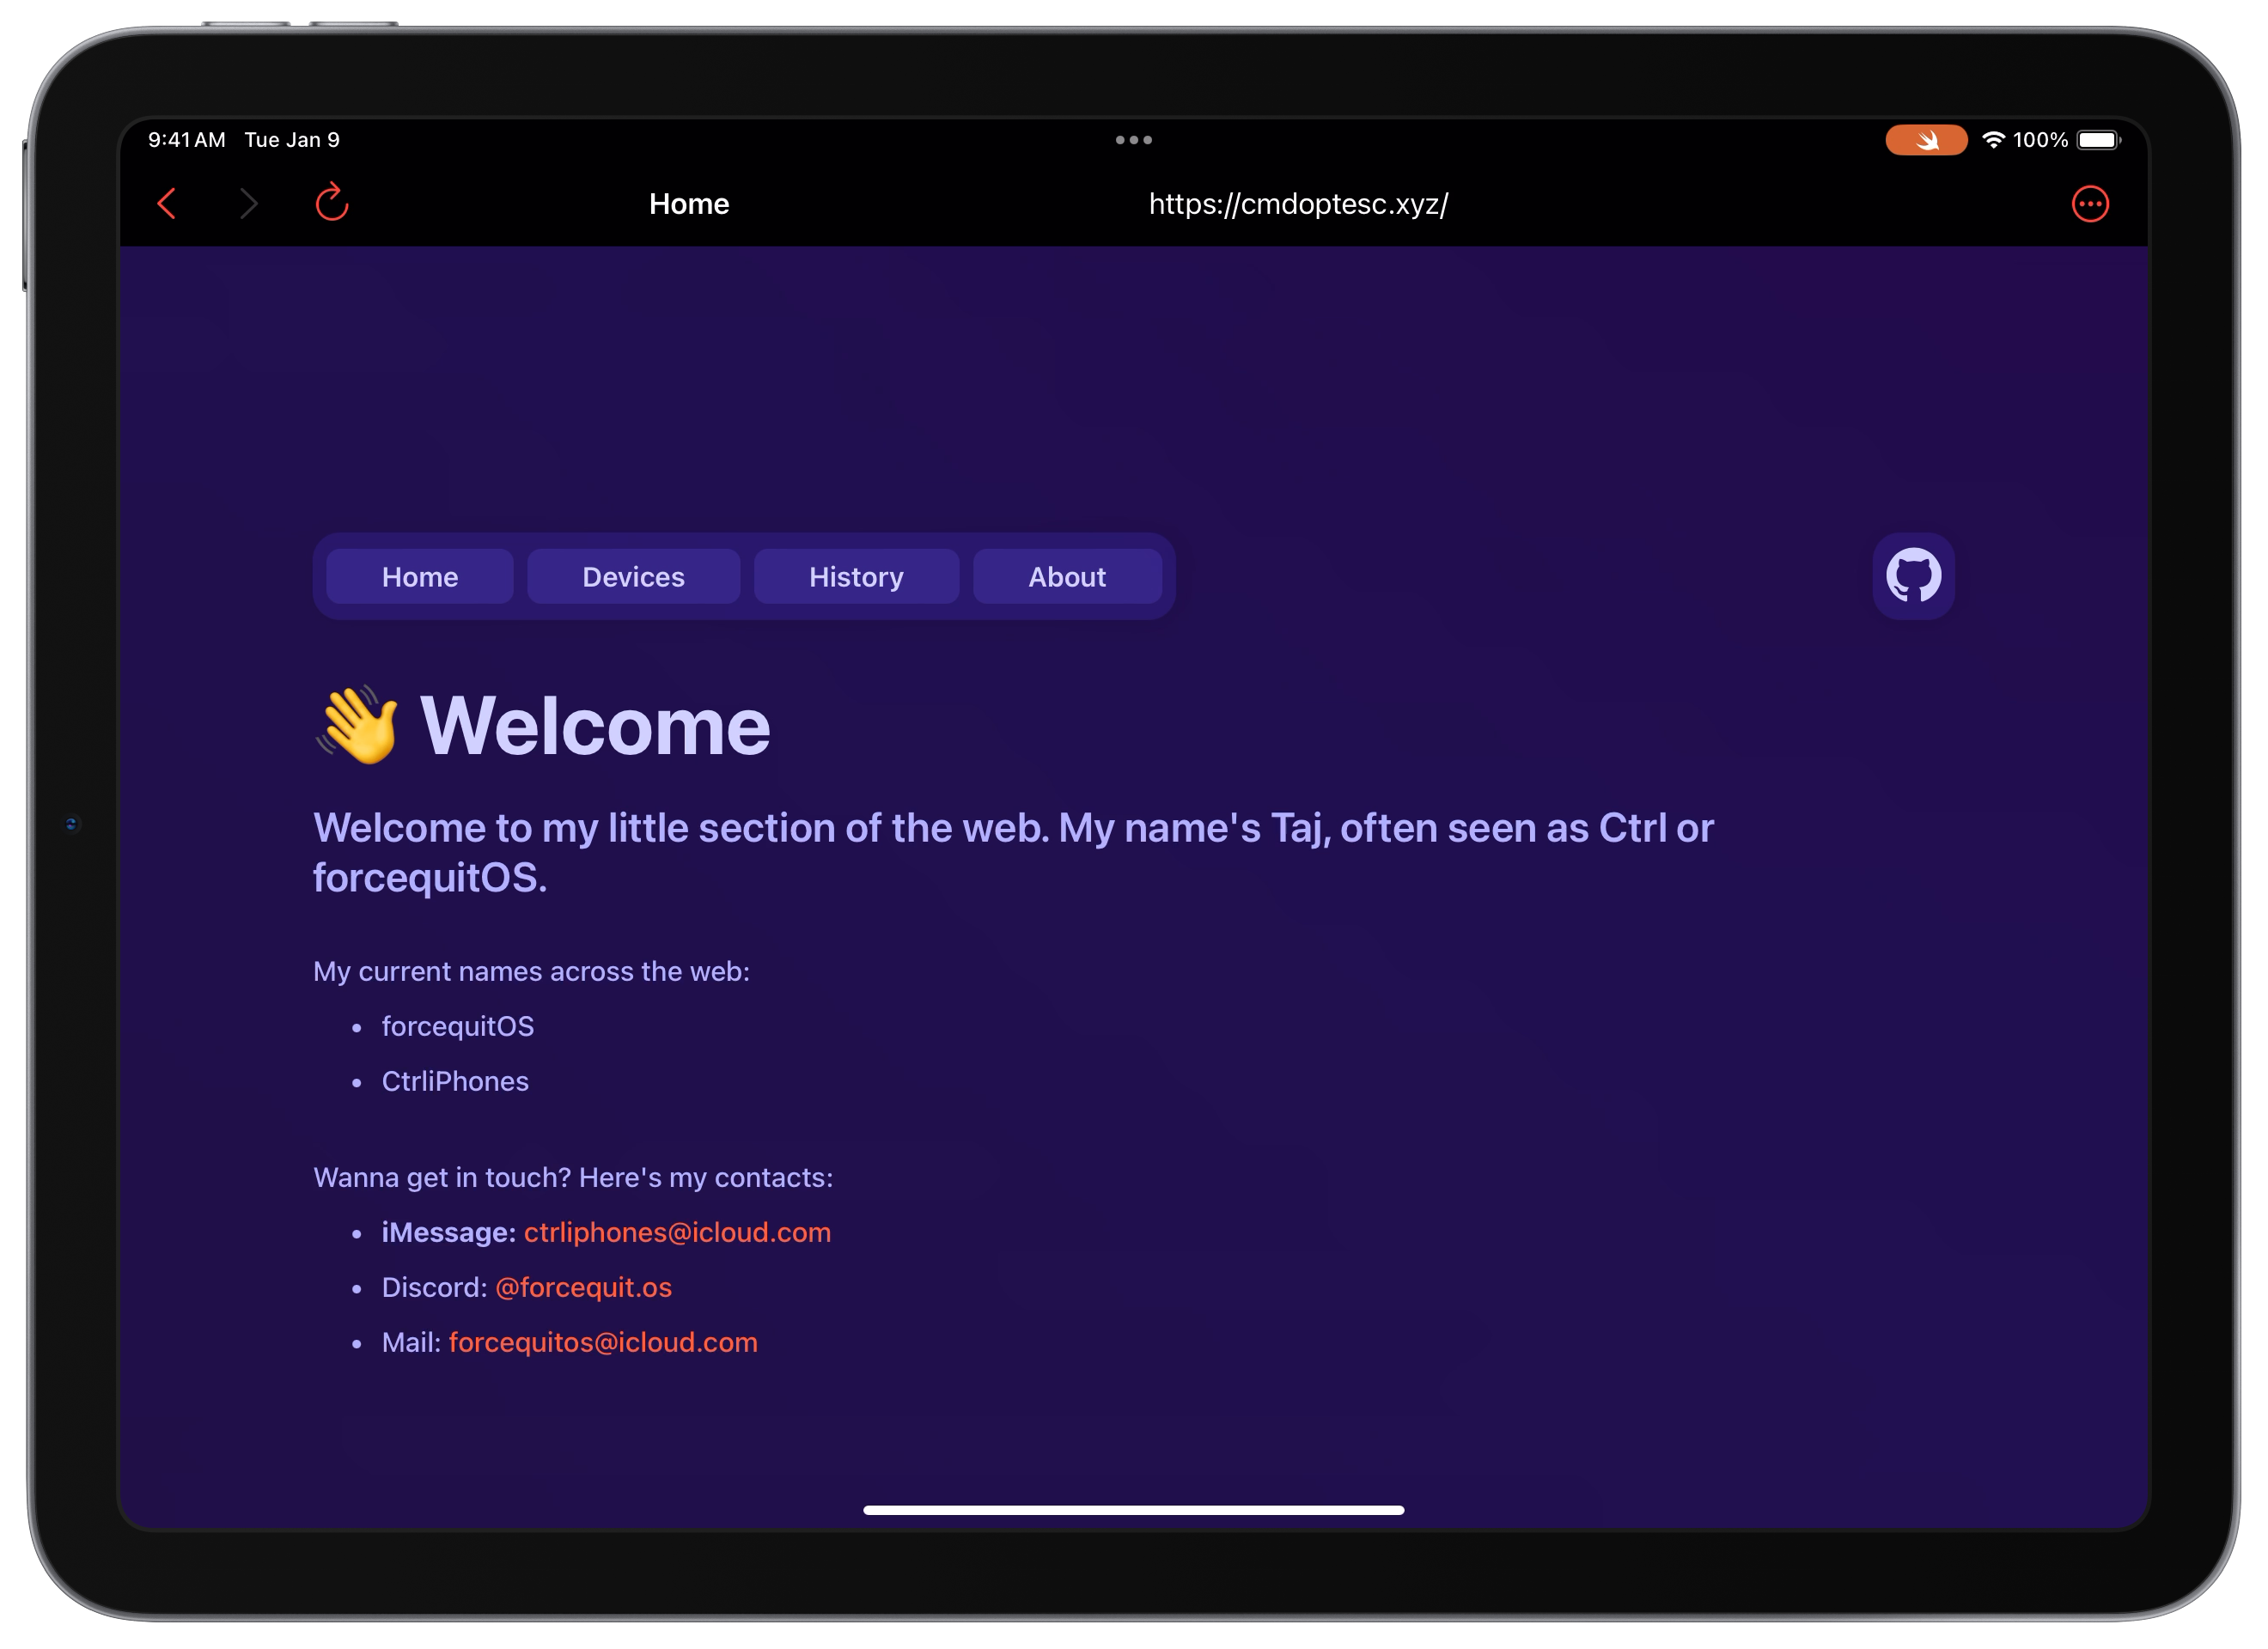 9:41 AM Tue Jan 9
100%
Home
https://cmdoptesc.xyz/
Home Devices History About
👋 Welcome
Welcome to my little section of the web. My name's Taj, often seen as Ctrl or
forcequitOS.
My current names across the web:
• forcequitOS
• CtrliPhones
Wanna get in touch? Here's my contacts:
• iMessage: ctrliphones@icloud.com
• Discord: @forcequit.os
• Mail: forcequitos@icloud.com